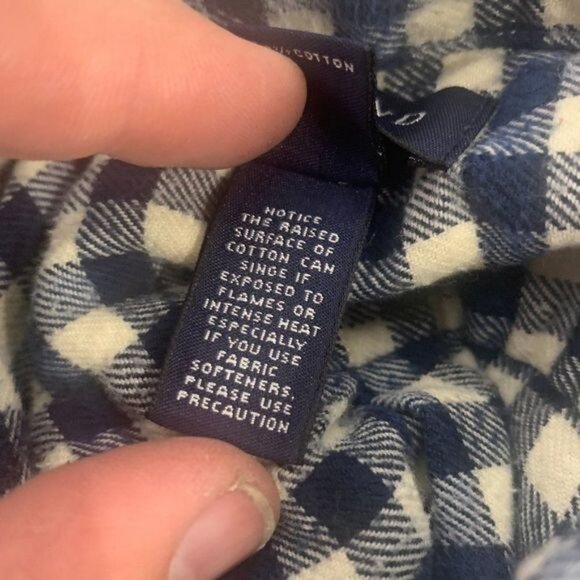 COTTON
VD
NOTICE
THE RAISED
SURFACE OF
COTTON CAN
SINGE IF
EXPOSED TO
FLAMES OR
INTENSE HEAT
ESPECIALLY
IF YOU USE
FABRIC
SOFTENERS.
PLEASE USE
PRECAUTION